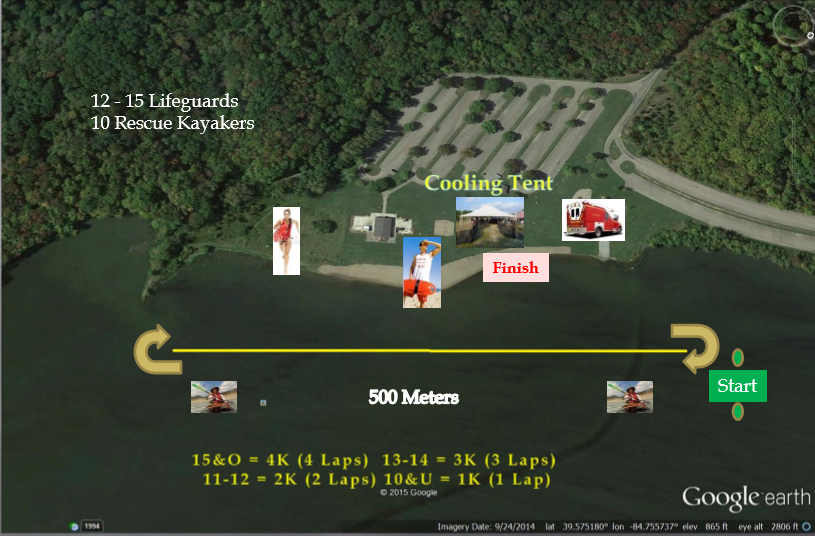 12 - 15 Lifeguards
10 Rescue Kayakers
Cooling Tent
Finish
Start
500 Meters
15&O = 4K (4 Laps) 13-14 = 3K (3 Laps)
11-12 = 2K (2 Laps) 10&U = 1K (1 Lap)
© 2015 Google
Google earth
1994
Imagery Date: 9/24/2014 lat 39.575180° lon -84.755737° elev 865 ft eye alt 2806 ft